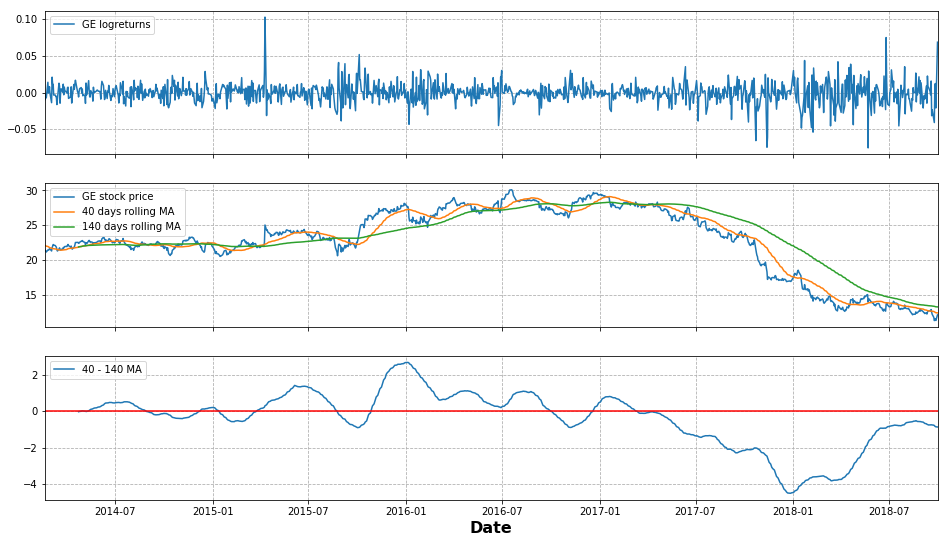 0.10
0.05
0.00
−0.05
GE logreturns
30
25
20
15
GE stock price
40 days rolling MA
140 days rolling MA
2
0
−2
−4
40 - 140 MA
2014-07 2015-01 2015-07 2016-01 2016-07 2017-01 2017-07 2018-01 2018-07
Date